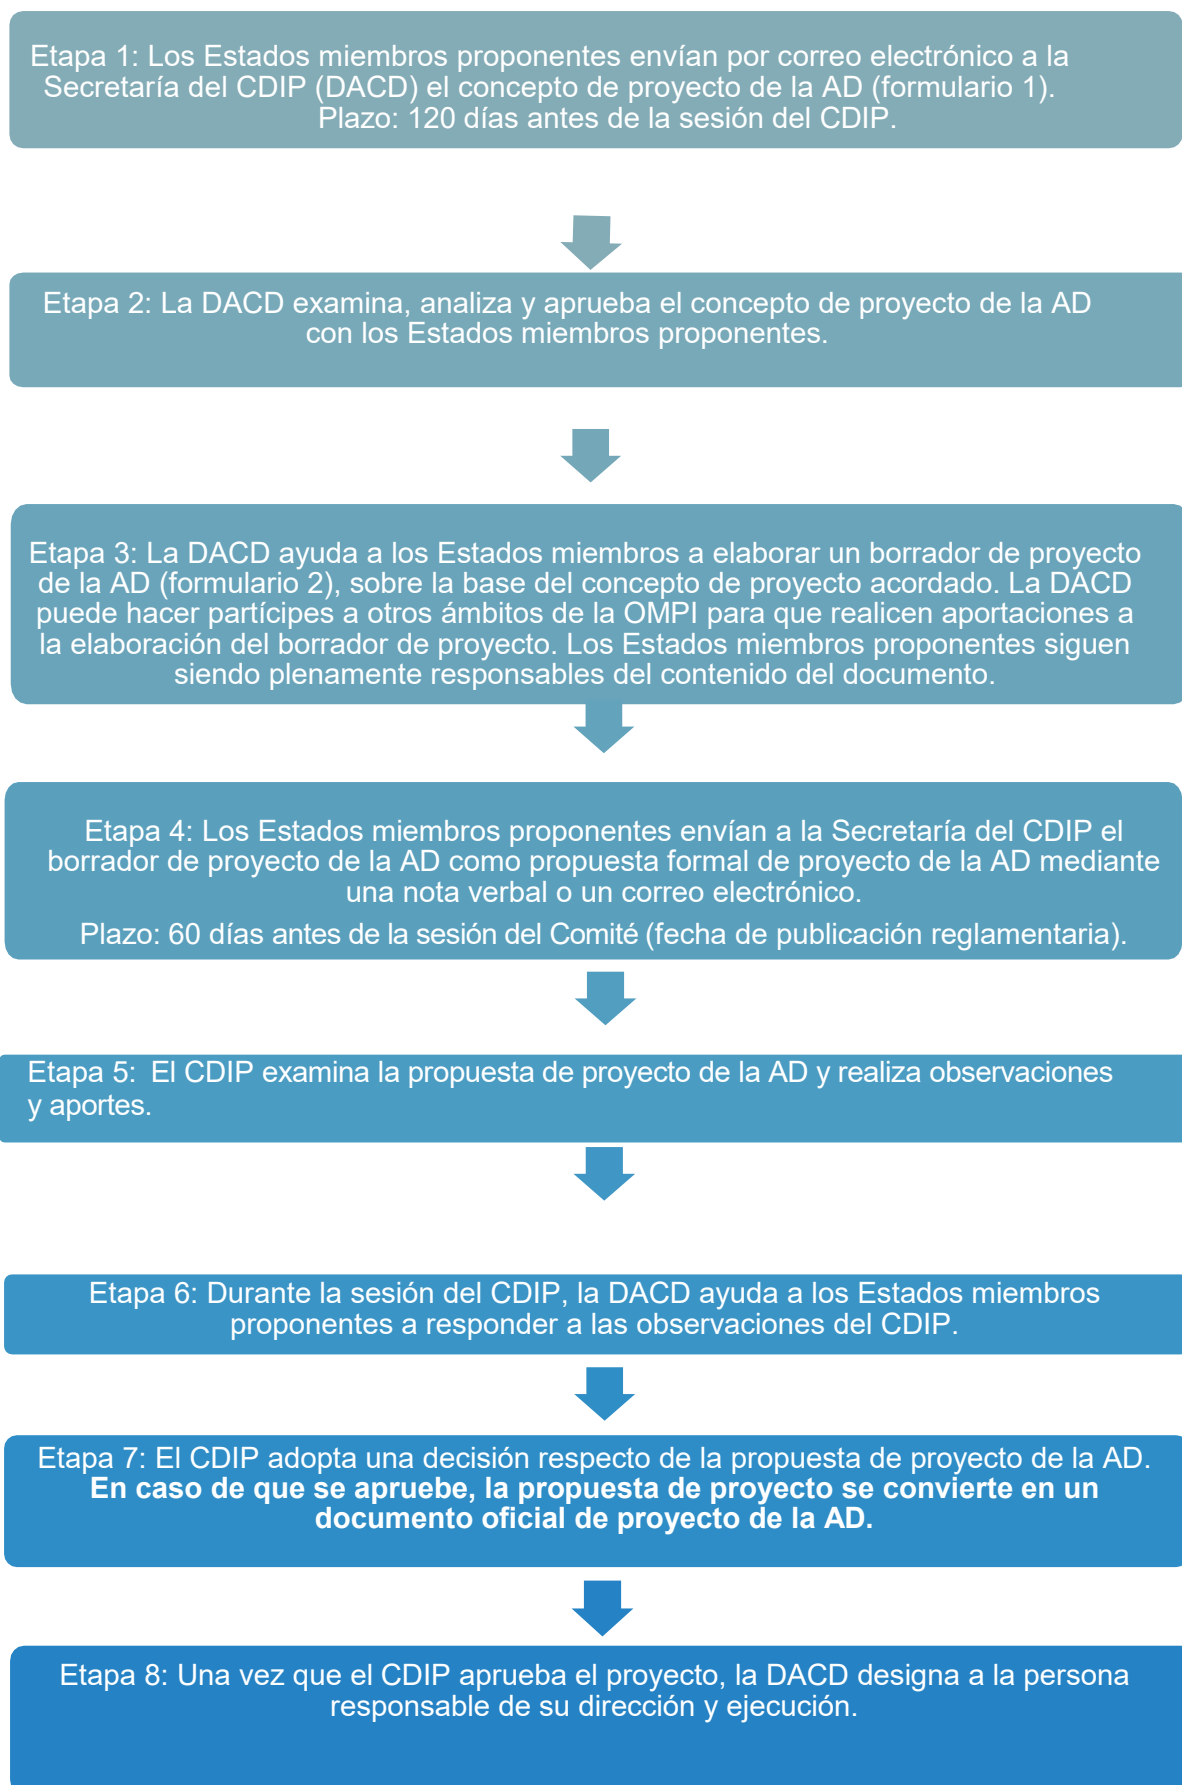 Etapa 1: Los Estados miembros proponentes envían por correo electrónico a la
Secretaría del CDIP (DACD) el concepto de proyecto de la AD (formulario 1).
Plazo: 120 días antes de la sesión del CDIP.
Etapa 2: La DACD examina, analiza y aprueba el concepto de proyecto de la AD
con los Estados miembros proponentes.
Etapa 3: La DACD ayuda a los Estados miembros a elaborar un borrador de proyecto
de la AD (formulario 2), sobre la base del concepto de proyecto acordado. La DACD
puede hacer partícipes a otros ámbitos de la OMPI para que realicen aportaciones a
la elaboración del borrador de proyecto. Los Estados miembros proponentes siguen
siendo plenamente responsables del contenido del documento.
Etapa 4: Los Estados miembros proponentes envían a la Secretaría del CDIP el
borrador de proyecto de la AD como propuesta formal de proyecto de la AD mediante
una nota verbal o un correo electrónico.
Plazo: 60 días antes de la sesión del Comité (fecha de publicación reglamentaria).
Etapa 5: El CDIP examina la propuesta de proyecto de la AD y realiza observaciones
y aportes.
Etapa 6: Durante la sesión del CDIP, la DACD ayuda a los Estados miembros
proponentes a responder a las observaciones del CDIP.
Etapa 7: El CDIP adopta una decisión respecto de la propuesta de proyecto de la AD.
En caso de que se apruebe, la propuesta de proyecto se convierte en un
documento oficial de proyecto de la AD.
Etapa 8: Una vez que el CDIP aprueba el proyecto, la DACD designa a la persona
responsable de su dirección y ejecución.